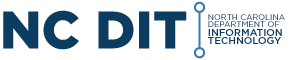 NC DIT
NORTH CAROLINA
DEPARTMENT OF
INFORMATION
TECHNOLOGY